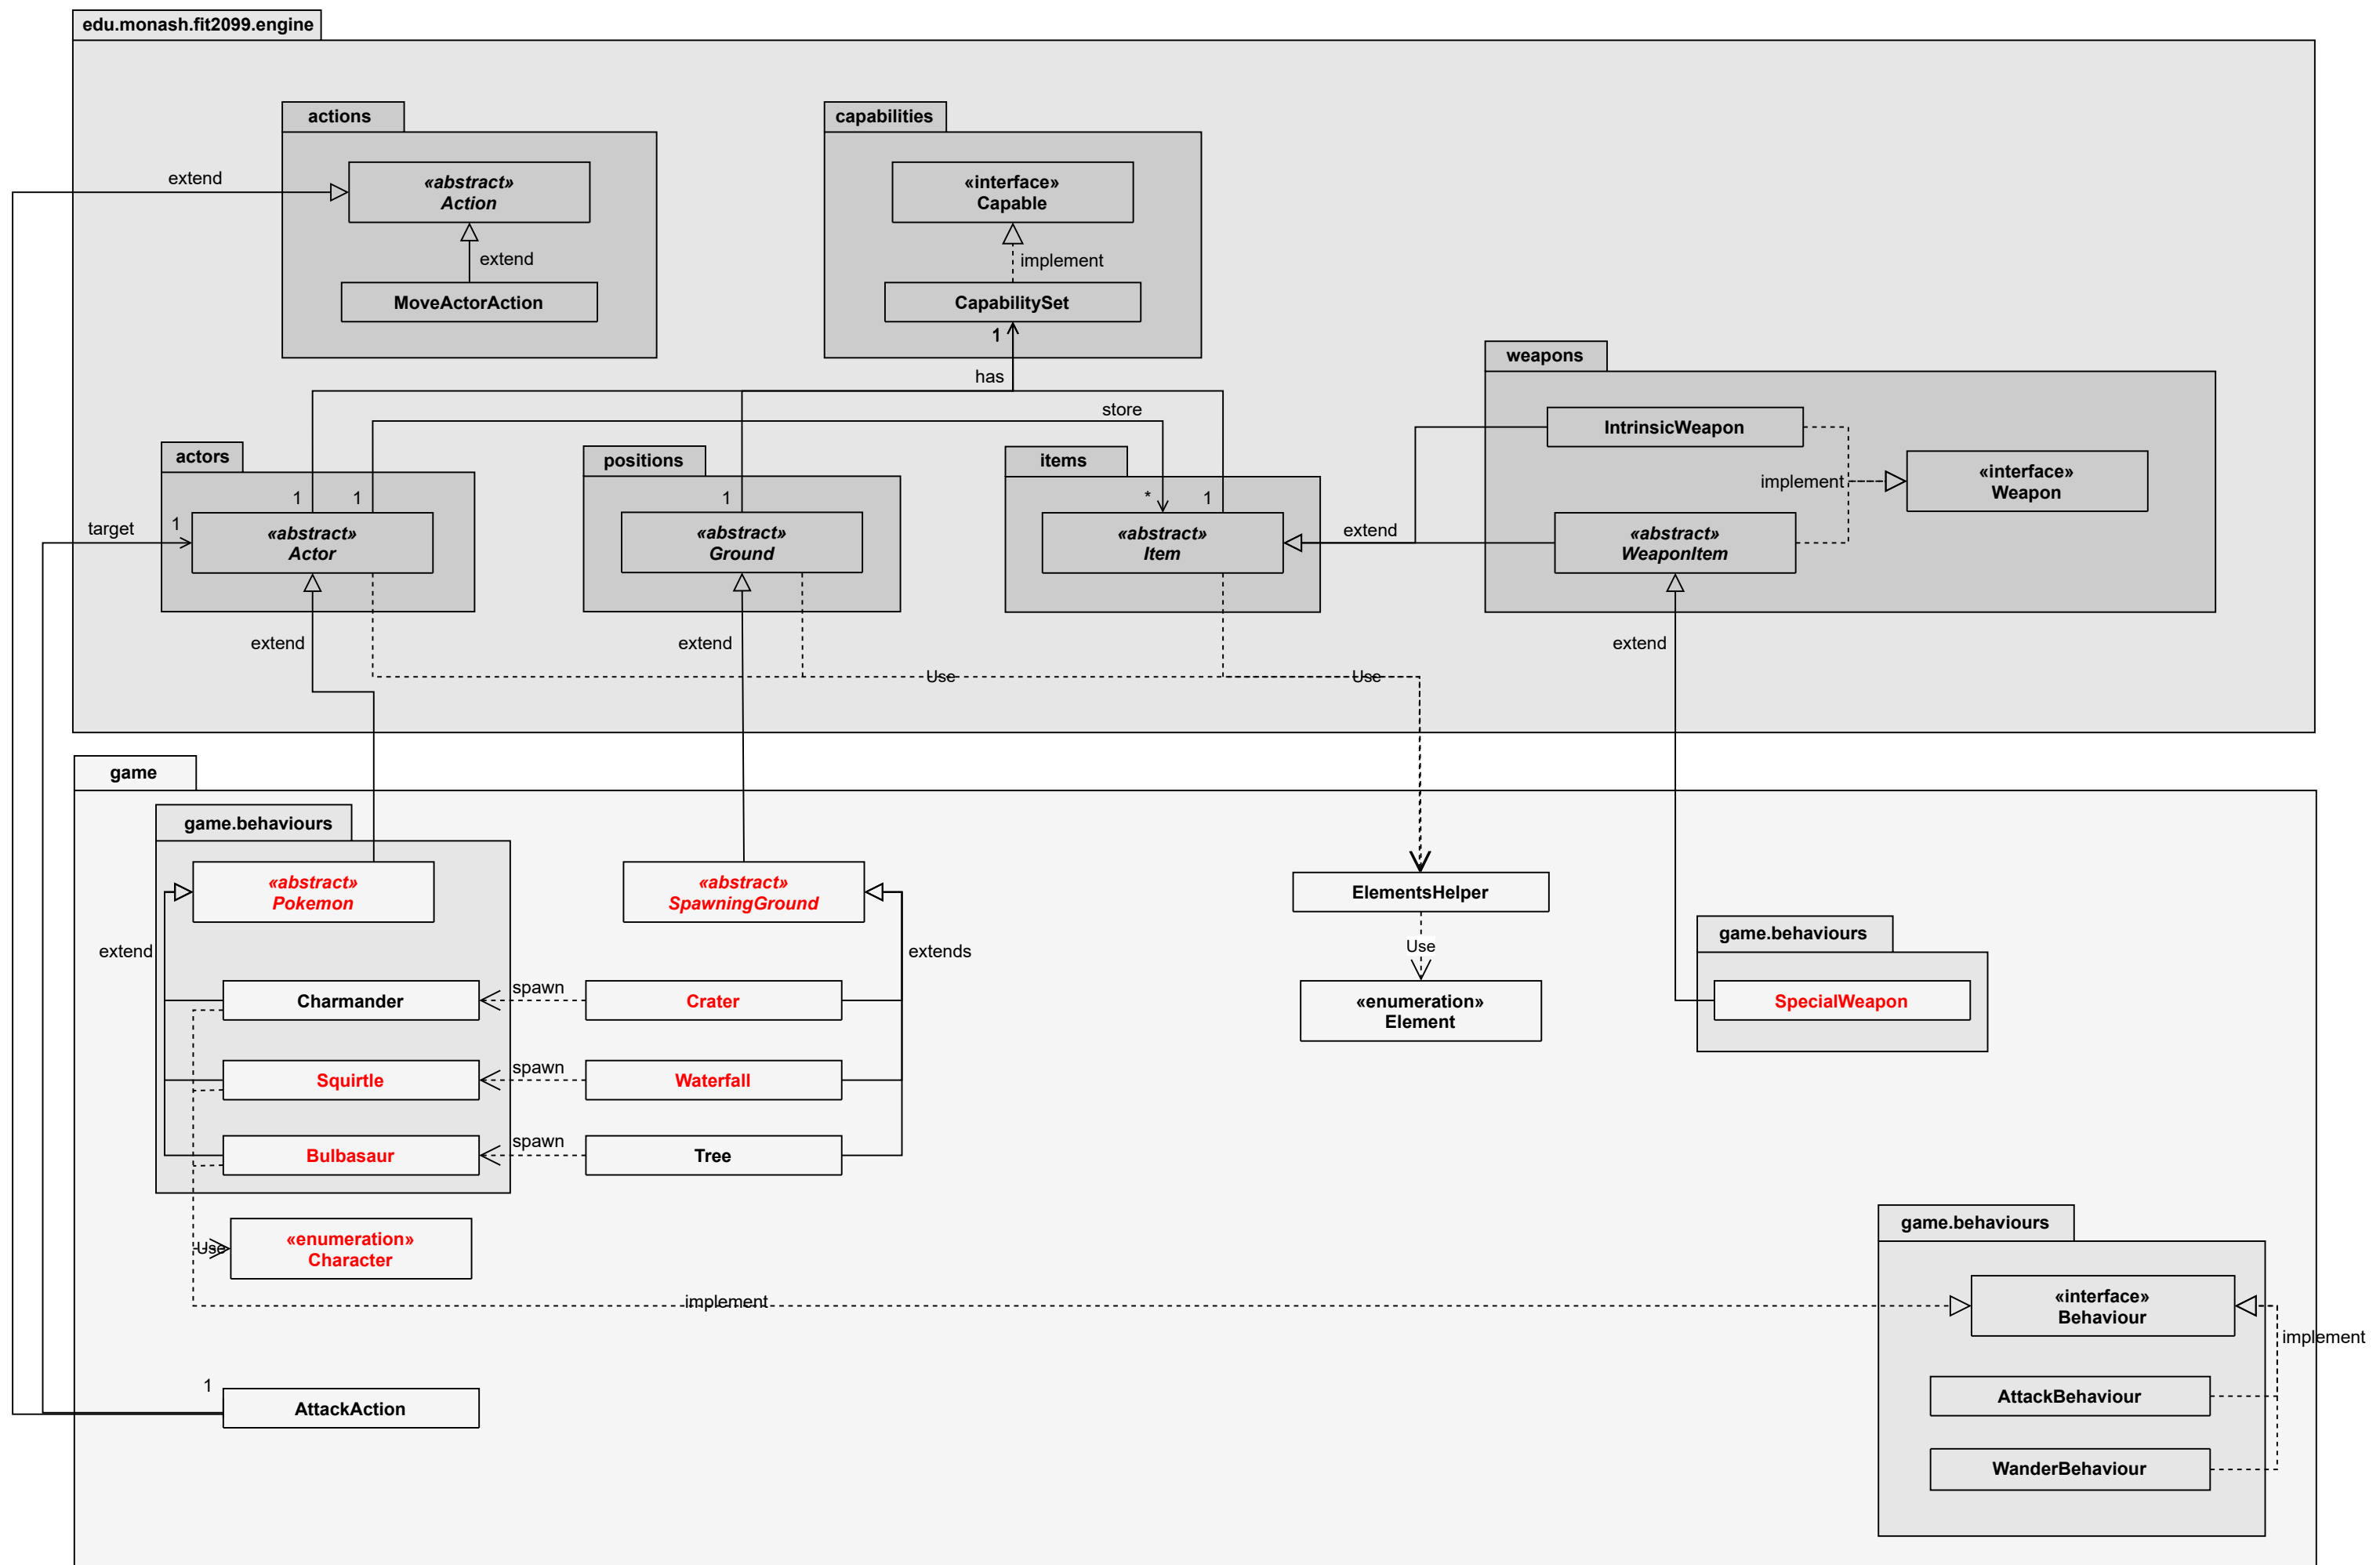 edu.monash.fit2099.engine
actions
capabilities
extend
«abstract»
Action
«interface»
Capable
extend
implement
MoveActorAction
CapabilitySet
1
weapons
has
store
IntrinsicWeapon
actors
positions
items
«interface»
Weapon
implement
1
1
1
*
1
target
1
«abstract»
Actor
«abstract»
Ground
«abstract»
Item
extend
«abstract»
WeaponItem
extend
extend
extend
Use
Use
game
game.behaviours
«abstract»
Pokemon
«abstract»
SpawningGround
ElementsHelper
extend
extends
Use
game.behaviours
Charmander
spawn
Crater
«enumeration»
Element
SpecialWeapon
Squirtle
spawn
Waterfall
Bulbasaur
spawn
Tree
game.behaviours
Use
«enumeration»
Character
implement
«interface»
Behaviour
implement
1
AttackAction
AttackBehaviour
WanderBehaviour